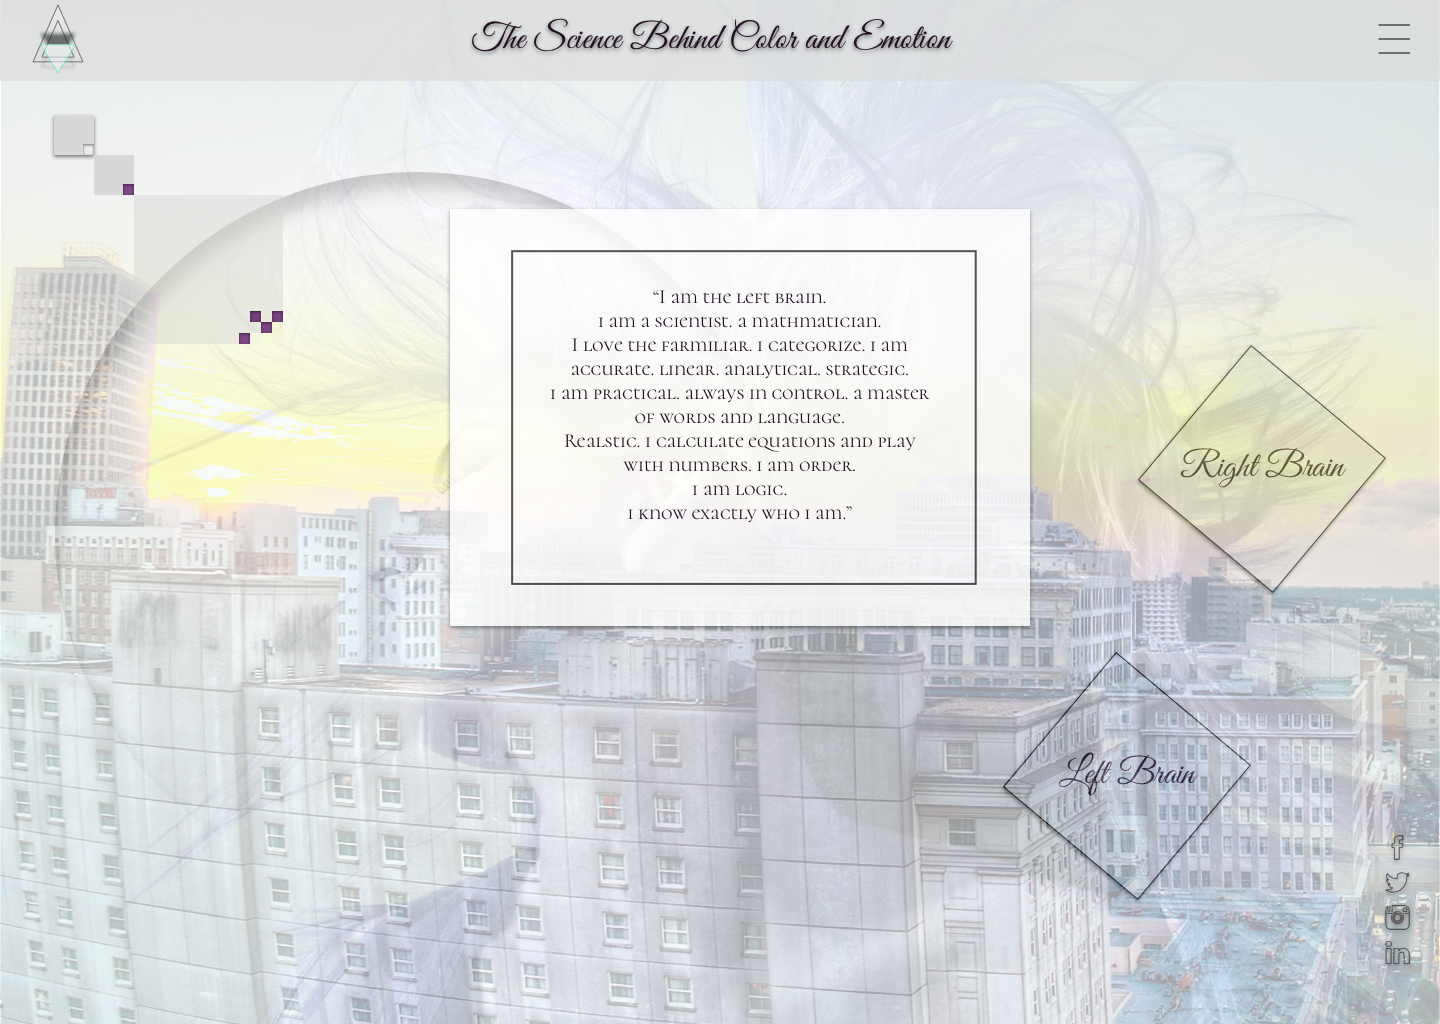 The Science Behind Color and Emotion
“I am the left brain.
I am a scientist. a mathmatician.
I love the farmiliar. I categorize. I am
accurate. linear. analytical. strategic.
I am practical. always in control. a master
of words and language.
Realstic. I calculate equations and play
with numbers. I am order.
I am logic.
I know exactly who I am.”
Right Brain
Left Brain